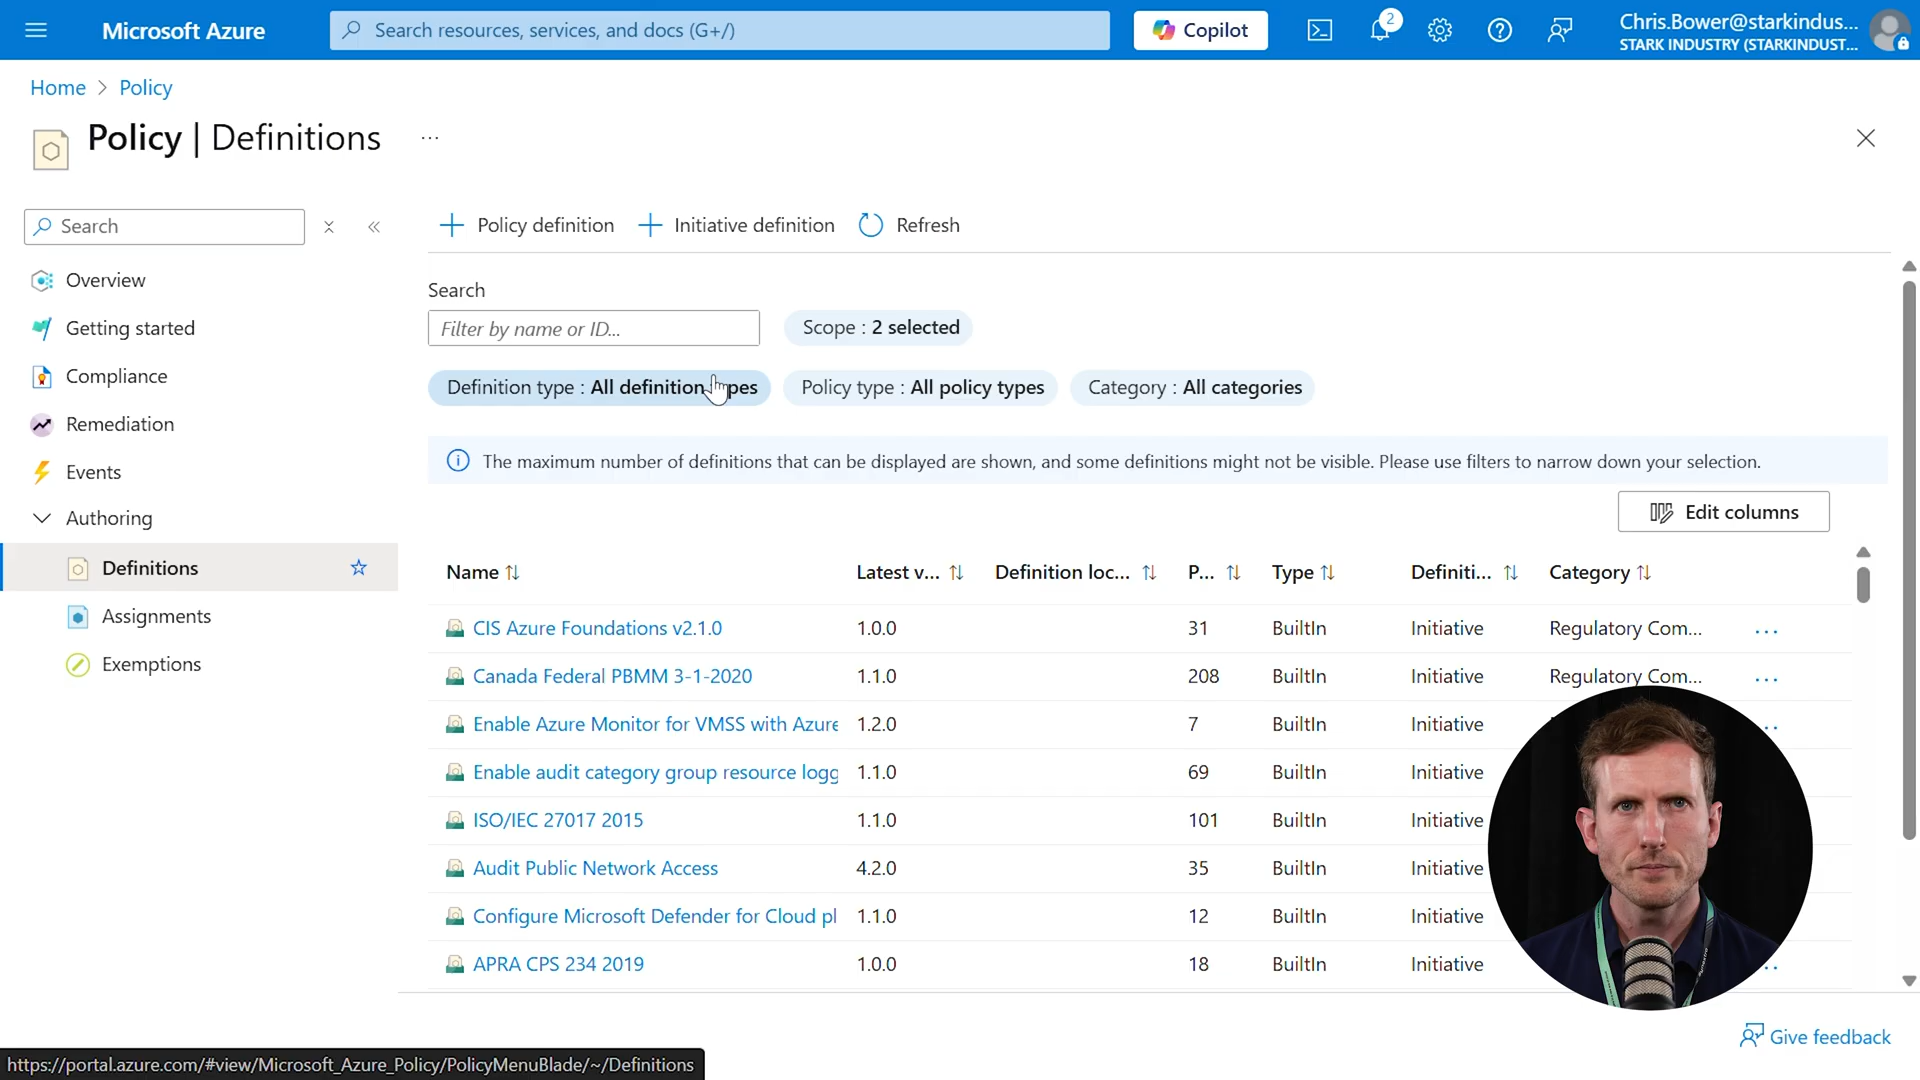 Microsoft Azure
Search resources, services, and docs (G+/)
Copilot
2
Chris.Bower@starkindus...
STARK INDUSTRY (STARKINDUST...
Home > Policy
Policy | Definitions ...
Search
Overview
Getting started
Compliance
Remediation
Events
Authoring
Definitions
Assignments
Exemptions
+ Policy definition + Initiative definition Refresh
Search
Filter by name or ID...
Scope : 2 selected
Definition type : All definition types
Policy type : All policy types
Category : All categories
The maximum number of definitions that can be displayed are shown, and some definitions might not be visible. Please use filters to narrow down your selection.
Edit columns
Name Latest v... Definition loc... P... Type Definiti... Category
CIS Azure Foundations v2.1.0 1.0.0 31 BuiltIn Initiative Regulatory Com... ...
Canada Federal PBMM 3-1-2020 1.1.0 208 BuiltIn Initiative Regulatory Com... ...
Enable Azure Monitor for VMSS with Azure 1.2.0 7 BuiltIn Initiative
Enable audit category group resource logg 1.1.0 69 BuiltIn Initiative
ISO/IEC 27017 2015 1.1.0 101 BuiltIn Initiative
Audit Public Network Access 4.2.0 35 BuiltIn Initiative
Configure Microsoft Defender for Cloud pl 1.1.0 12 BuiltIn Initiative
APRA CPS 234 2019 1.0.0 18 BuiltIn Initiative
Give feedback
https://portal.azure.com/#view/Microsoft_Azure_Policy/PolicyMenuBlade/~/Definitions